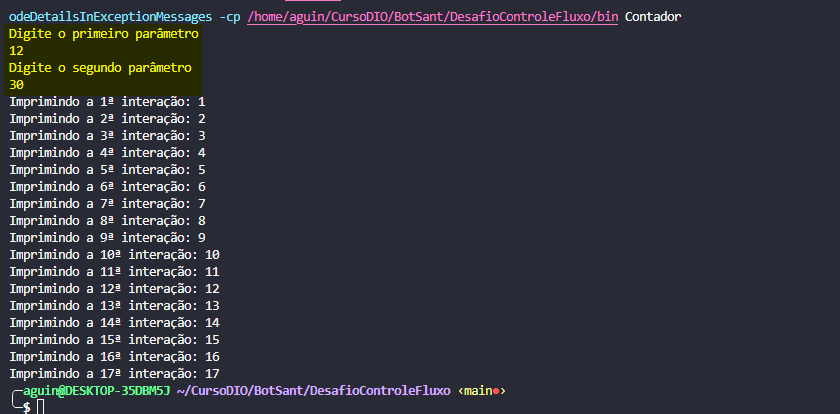 odeDetailsInExceptionMessages -cp /home/aguin/CursoDIO/BotSant/DesafioControleFluxo/bin Contador
Digite o primeiro parâmetro
12
Digite o segundo parâmetro
30
Imprimindo a 1ª interação: 1
Imprimindo a 2ª interação: 2
Imprimindo a 3ª interação: 3
Imprimindo a 4ª interação: 4
Imprimindo a 5ª interação: 5
Imprimindo a 6ª interação: 6
Imprimindo a 7ª interação: 7
Imprimindo a 8ª interação: 8
Imprimindo a 9ª interação: 9
Imprimindo a 10ª interação: 10
Imprimindo a 11ª interação: 11
Imprimindo a 12ª interação: 12
Imprimindo a 13ª interação: 13
Imprimindo a 14ª interação: 14
Imprimindo a 15ª interação: 15
Imprimindo a 16ª interação: 16
Imprimindo a 17ª interação: 17
╭─aguin@DESKTOP-35DBM5J ~/CursoDIO/BotSant/DesafioControleFluxo ‹main●›
╰─$